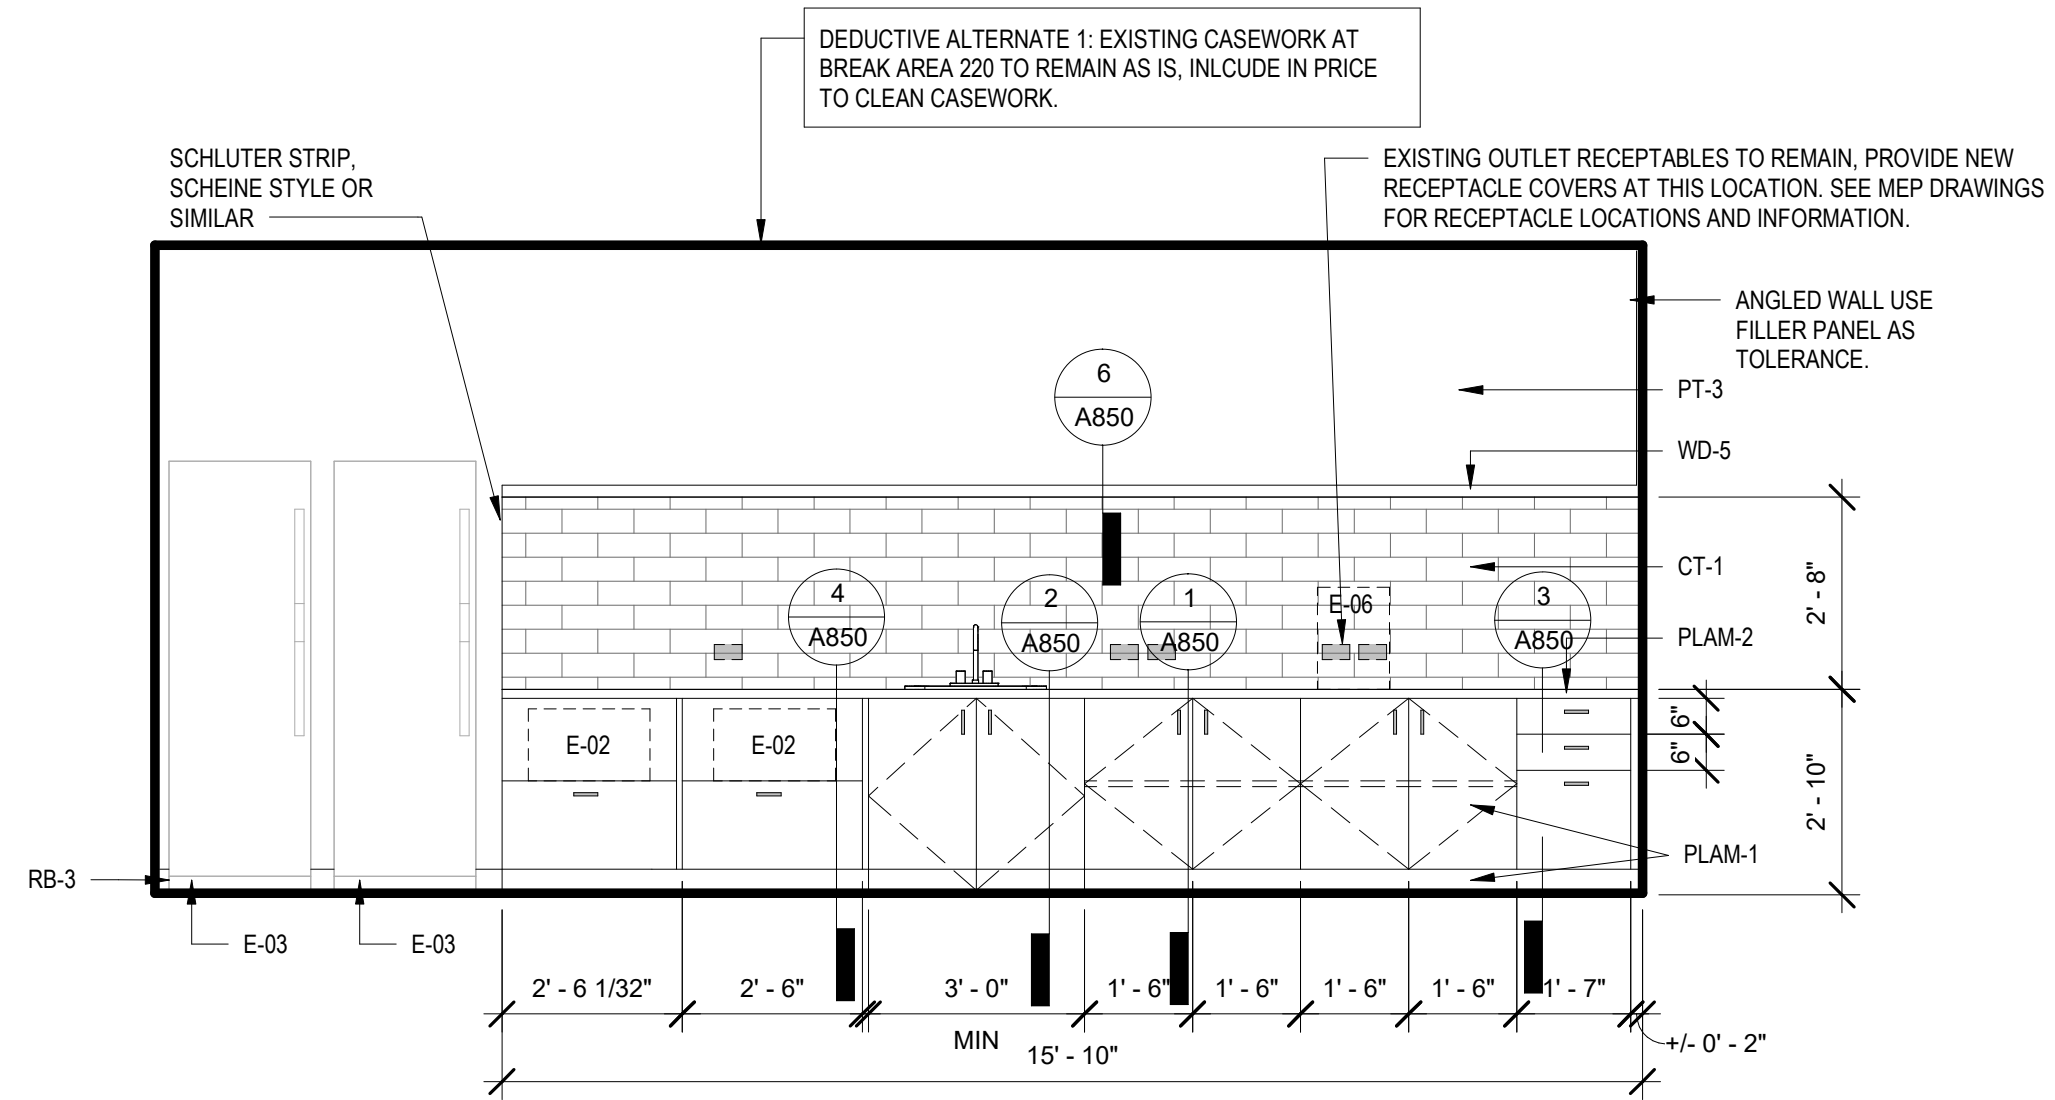 DEDUCTIVE ALTERNATE 1: EXISTING CASEWORK AT
BREAK AREA 220 TO REMAIN AS IS, INLCUDE IN PRICE
TO CLEAN CASEWORK.
SCHLUTER STRIP,
SCHEINE STYLE OR
SIMILAR
EXISTING OUTLET RECEPTABLES TO REMAIN, PROVIDE NEW
RECEPTACLE COVERS AT THIS LOCATION. SEE MEP DRAWINGS
FOR RECEPTACLE LOCATIONS AND INFORMATION.
ANGLED WALL USE
FILLER PANEL AS
TOLERANCE.
6
A850
PT-3
WD-5
CT-1
2' - 8"
4
A850
2
A850
1
A850
E-06
3
A850
PLAM-2
E-02
E-02
6"
6"
2' - 10"
PLAM-1
RB-3
E-03
E-03
2' - 6 1/32"
2' - 6"
3' - 0"
1' - 6"
1' - 6"
1' - 6"
1' - 6"
1' - 7"
+/- 0' - 2"
MIN
15' - 10"